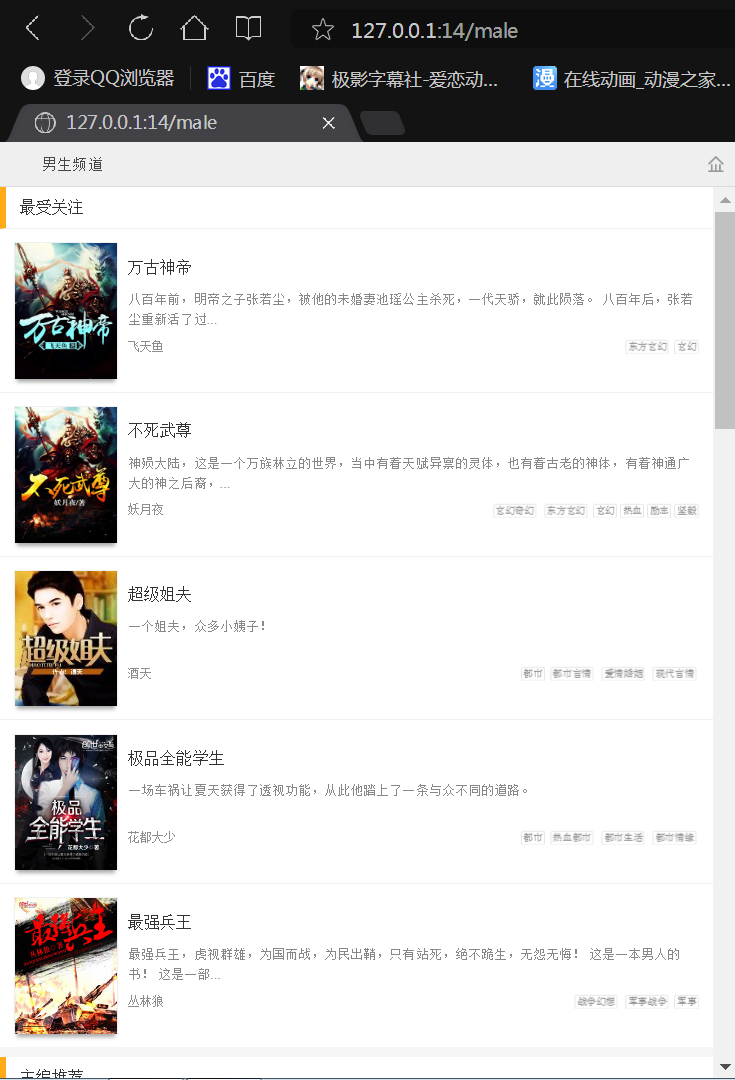 127.0.0.1:14/male
登录QQ浏览器 百度 极影字幕社-爱恋动... 在线动画_动漫之家...
127.0.0.1:14/male
男生频道
最受关注
万古神帝
飞天鱼 著
万古神帝
八百年前，明帝之子张若尘，被他的未婚妻池瑶公主杀死，一代天骄，就此陨落。 八百年后，张若
尘重新活了过...
飞天鱼 东方玄幻 玄幻
不死武尊
妖月夜/著
不死武尊
神殒大陆，这是一个万族林立的世界，当中有着天赋异禀的灵体，也有着古老的神体，有着神通广
大的神之后裔，...
妖月夜 玄幻奇幻 东方玄幻 玄幻 热血 励志 坚毅
超级姐夫
作者：酒天
超级姐夫
一个姐夫，众多小姨子！
酒天 都市 都市言情 爱情婚姻 现代言情
极品
全能学生
花都大少 著
极品全能学生
一场车祸让夏天获得了透视功能，从此他踏上了一条与众不同的道路。
花都大少 都市 热血都市 都市生活 都市情缘
最强兵王
丛林狼 著
最强兵王
最强兵王，虎视群雄，为国而战，为民出鞘，只有站死，绝不跪生，无怨无悔！ 这是一本男人的
书！ 这是一部...
丛林狼 战争幻想 军事战争 军事
主编推荐